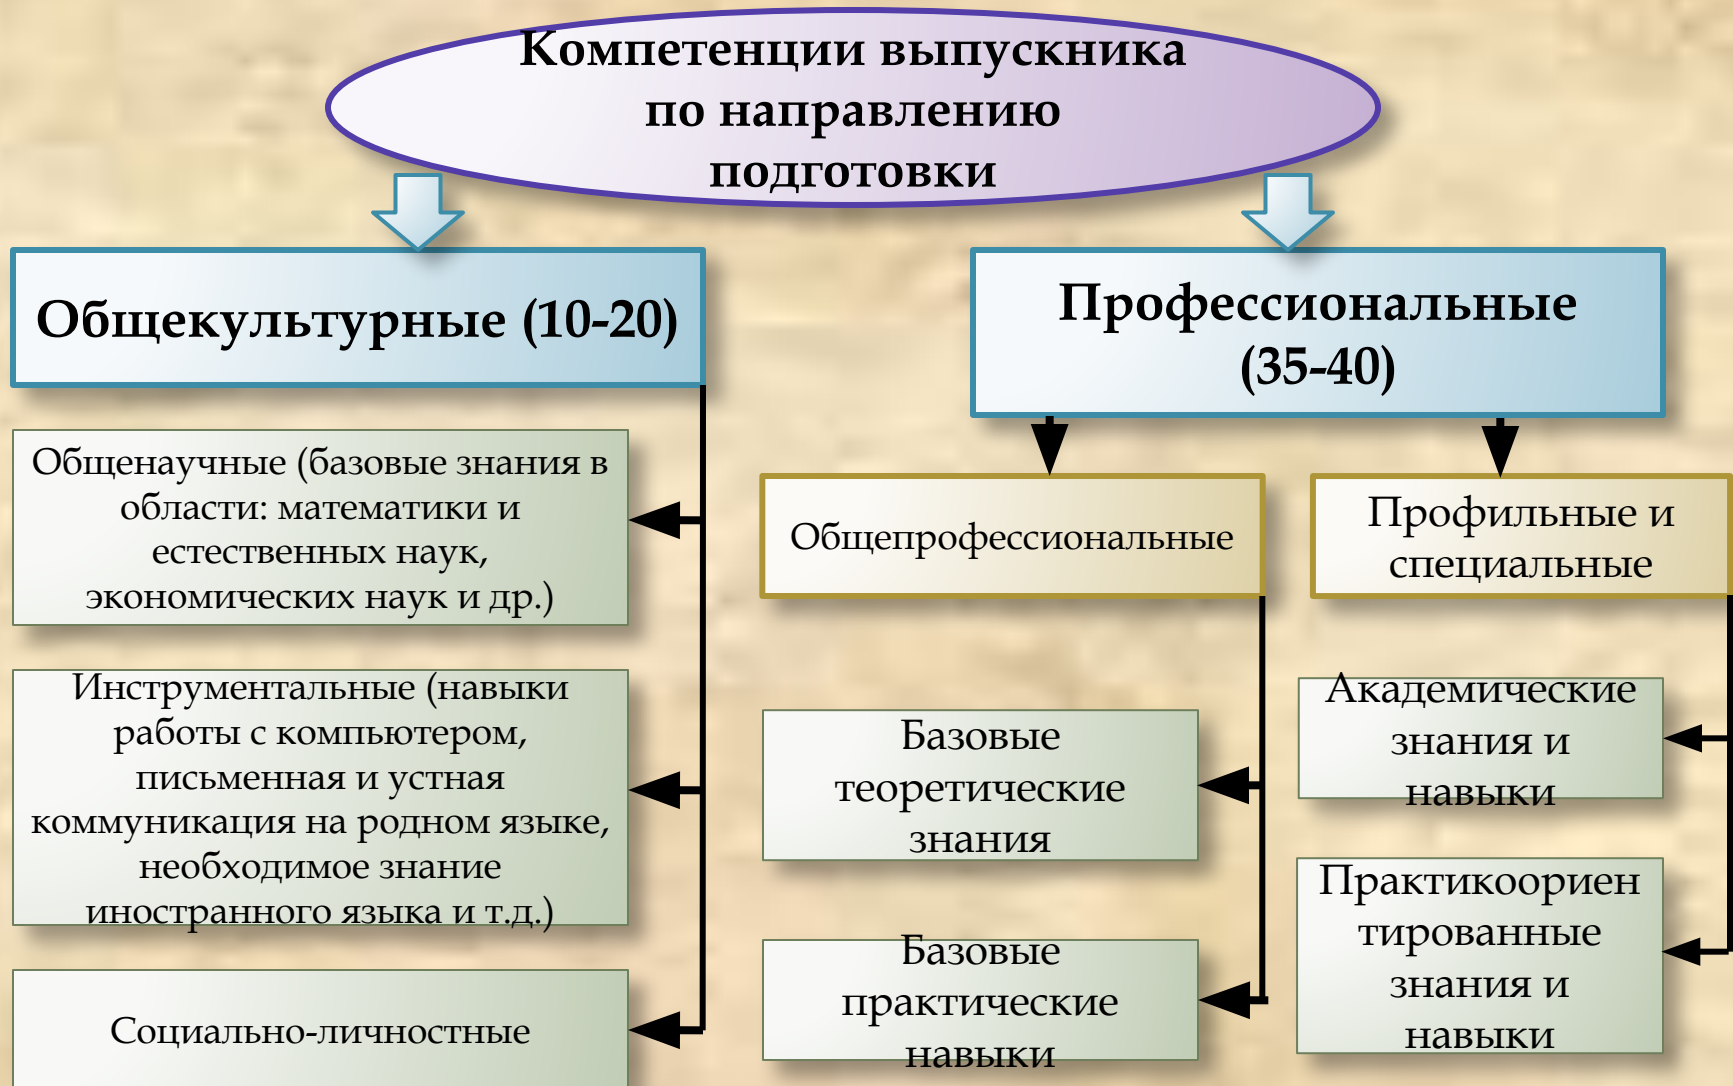 Компетенции выпускника
по направлению
подготовки
Общекультурные (10-20)
Профессиональные
(35-40)
Общенаучные (базовые знания в
области: математики и
естественных наук,
экономических наук и др.)
Инструментальные (навыки
работы с компьютером,
письменная и устная
коммуникация на родном языке,
необходимое знание
иностранного языка и т.д.)
Социально-личностные
Общепрофессиональные
Базовые
теоретические
знания
Базовые
практические
навыки
Профильные и
специальные
Академические
знания и
навыки
Практикоориен
тированные
знания и
навыки